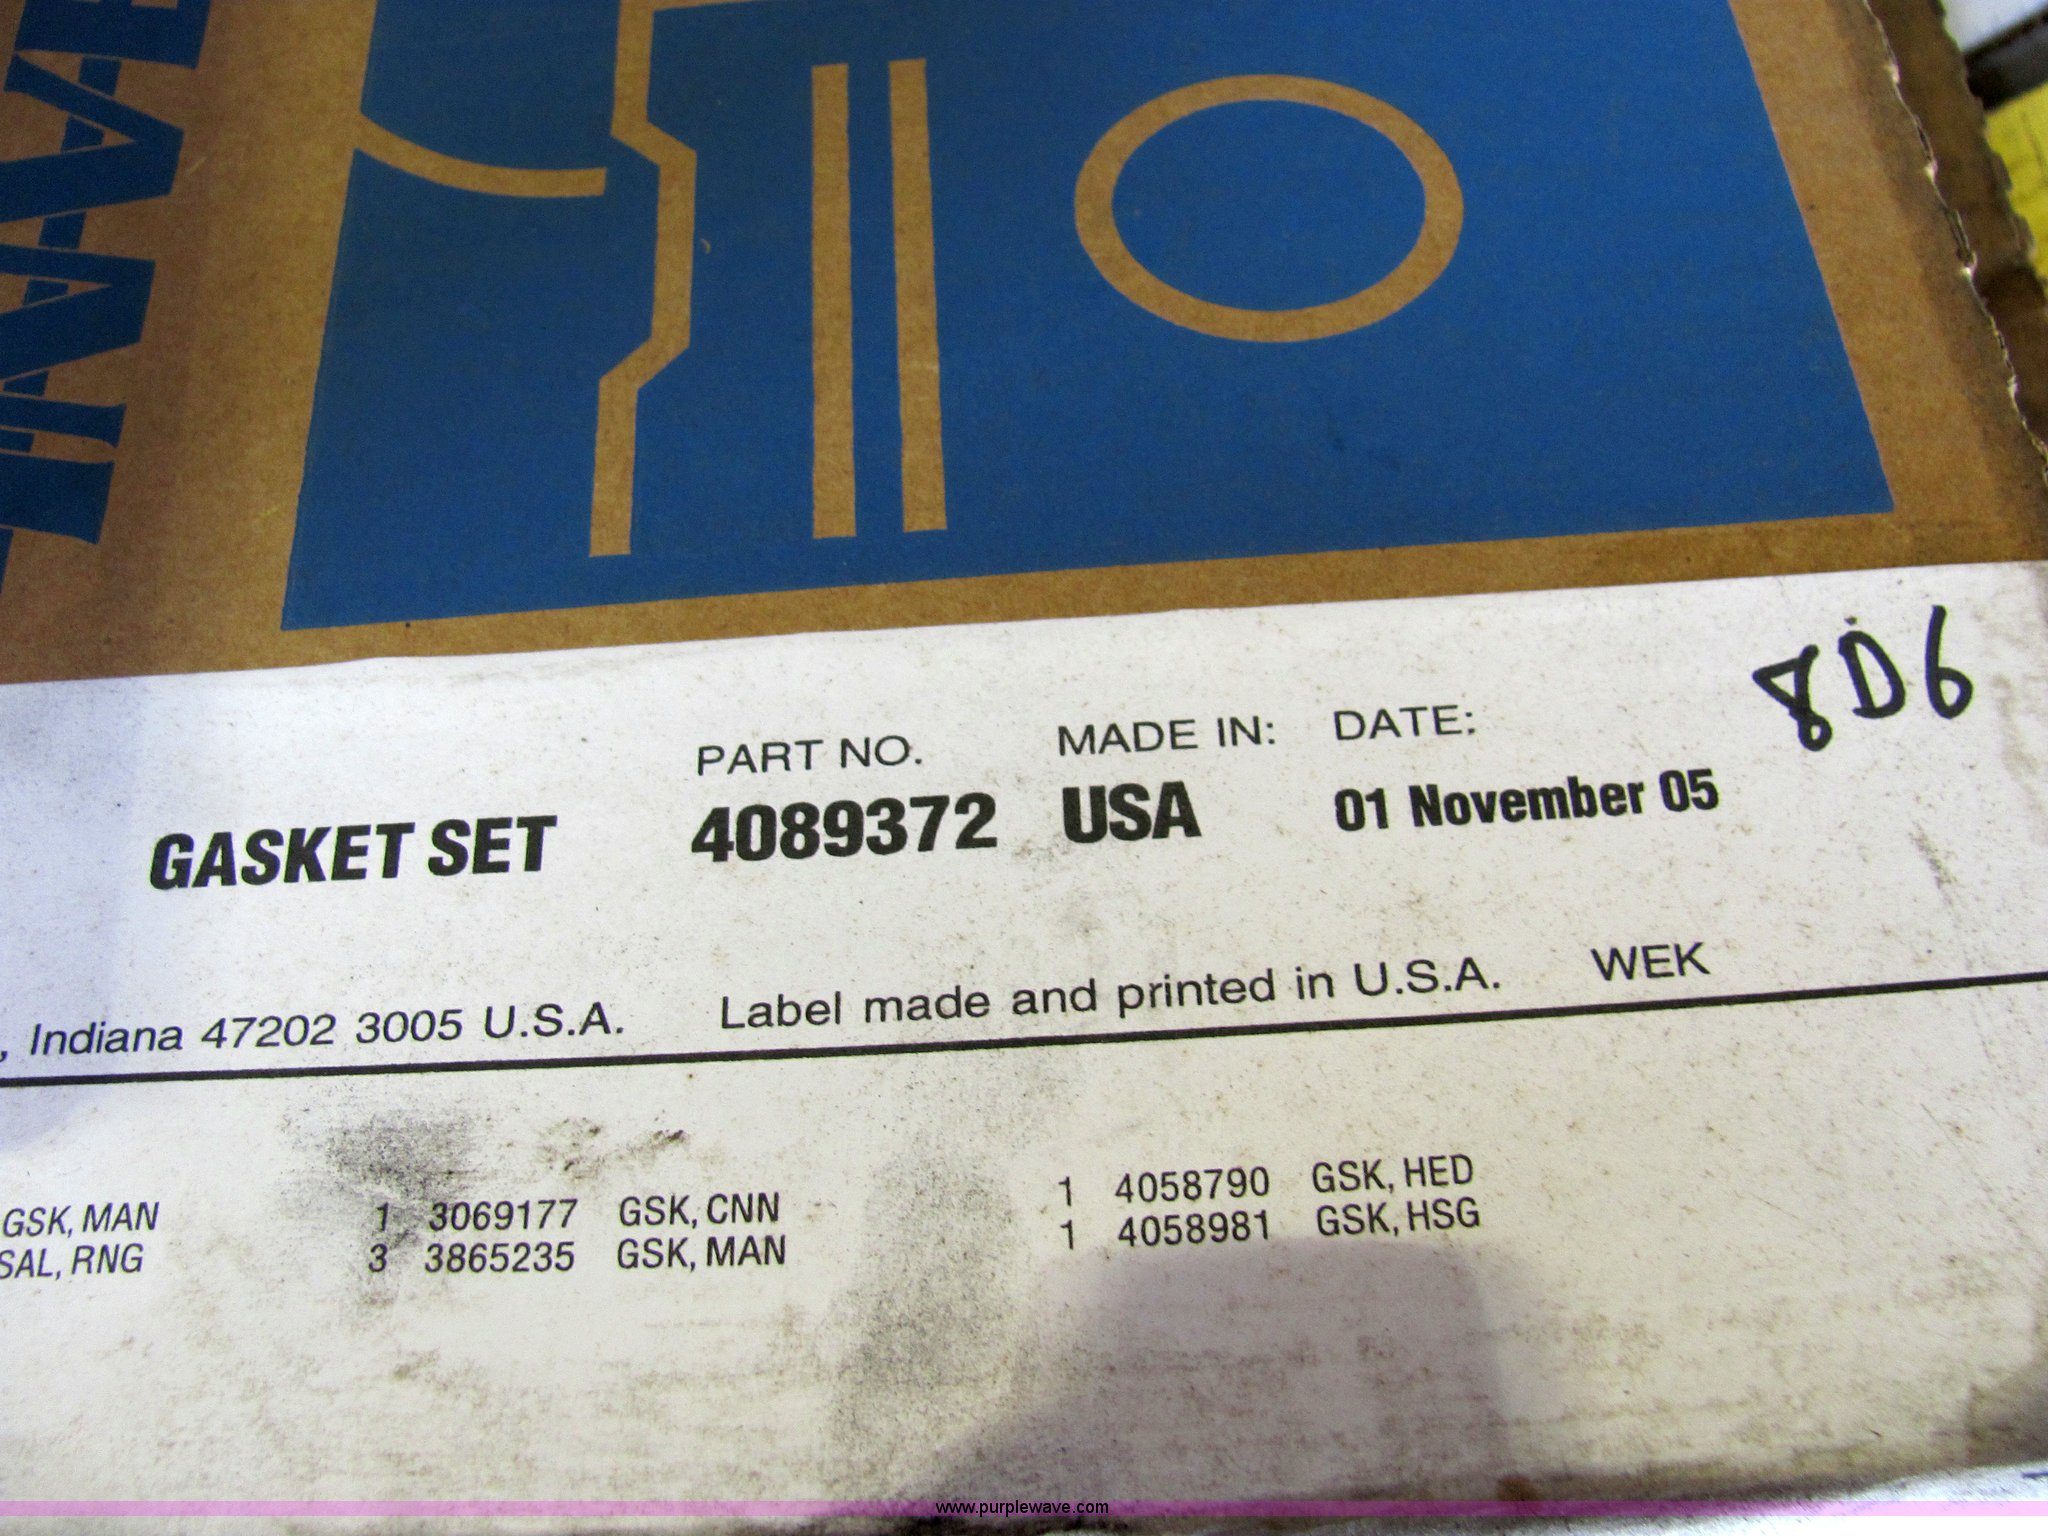 8D6
PART NO. MADE IN: DATE:
GASKET SET 4089372 USA 01 November 05
, Indiana 47202 3005 U.S.A. Label made and printed in U.S.A. WEK
GSK, MAN 1 3069177 GSK, CNN 1 4058790 GSK, HED
SAL, RNG 3 3865235 GSK, MAN 1 4058981 GSK, HSG
www.purplewave.com